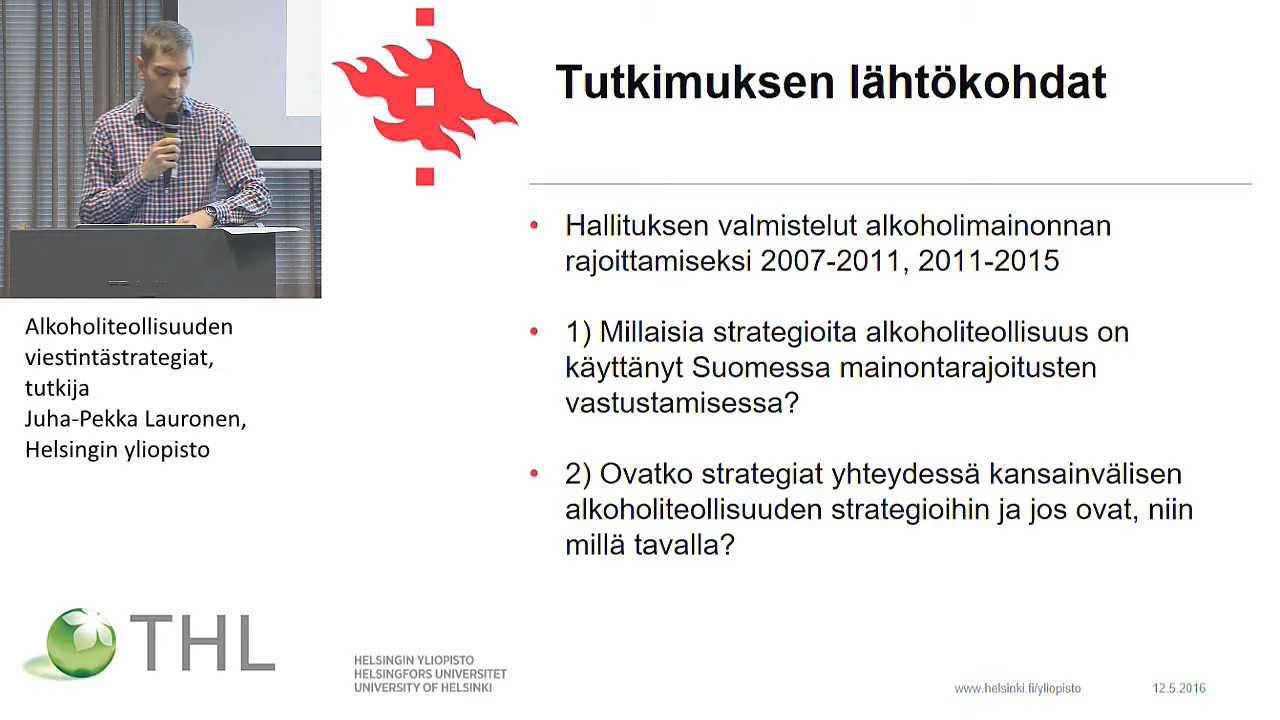 Tutkimuksen lähtökohdat
• Hallituksen valmistelut alkoholimainonnan
rajoittamiseksi 2007-2011, 2011-2015
• 1) Millaisia strategioita alkoholiteollisuus on
käyttänyt Suomessa mainontarajoitusten
vastustamisessa?
• 2) Ovatko strategiat yhteydessä kansainvälisen
alkoholiteollisuuden strategioihin ja jos ovat, niin
millä tavalla?
Alkoholiteollisuuden
viestintästrategiat,
tutkija
Juha-Pekka Lauronen,
Helsingin yliopisto
THL
HELSINGIN YLIOPISTO
HELSINGFORS UNIVERSITET
UNIVERSITY OF HELSINKI
www.helsinki.fi/yliopisto
12.5.2016